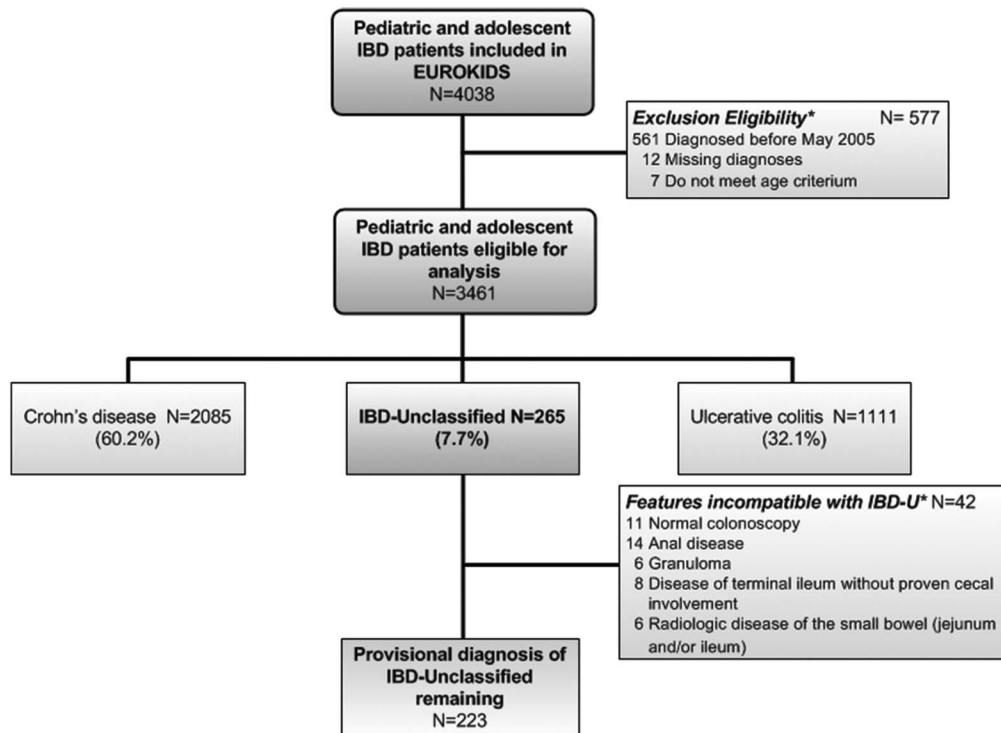 Pediatric and adolescent
IBD patients included in
EUROKIDS
N=4038
Exclusion Eligibility* N= 577
561 Diagnosed before May 2005
12 Missing diagnoses
7 Do not meet age criterium
Pediatric and adolescent
IBD patients eligible for
analysis
N=3461
Crohn's disease N=2085
(60.2%)
IBD-Unclassified N=265
(7.7%)
Ulcerative colitis N=1111
(32.1%)
Features incompatible with IBD-U* N=42
11 Normal colonoscopy
14 Anal disease
6 Granuloma
8 Disease of terminal ileum without proven cecal
involvement
6 Radiologic disease of the small bowel (jejunum
and/or ileum)
Provisional diagnosis of
IBD-Unclassified
remaining
N=223